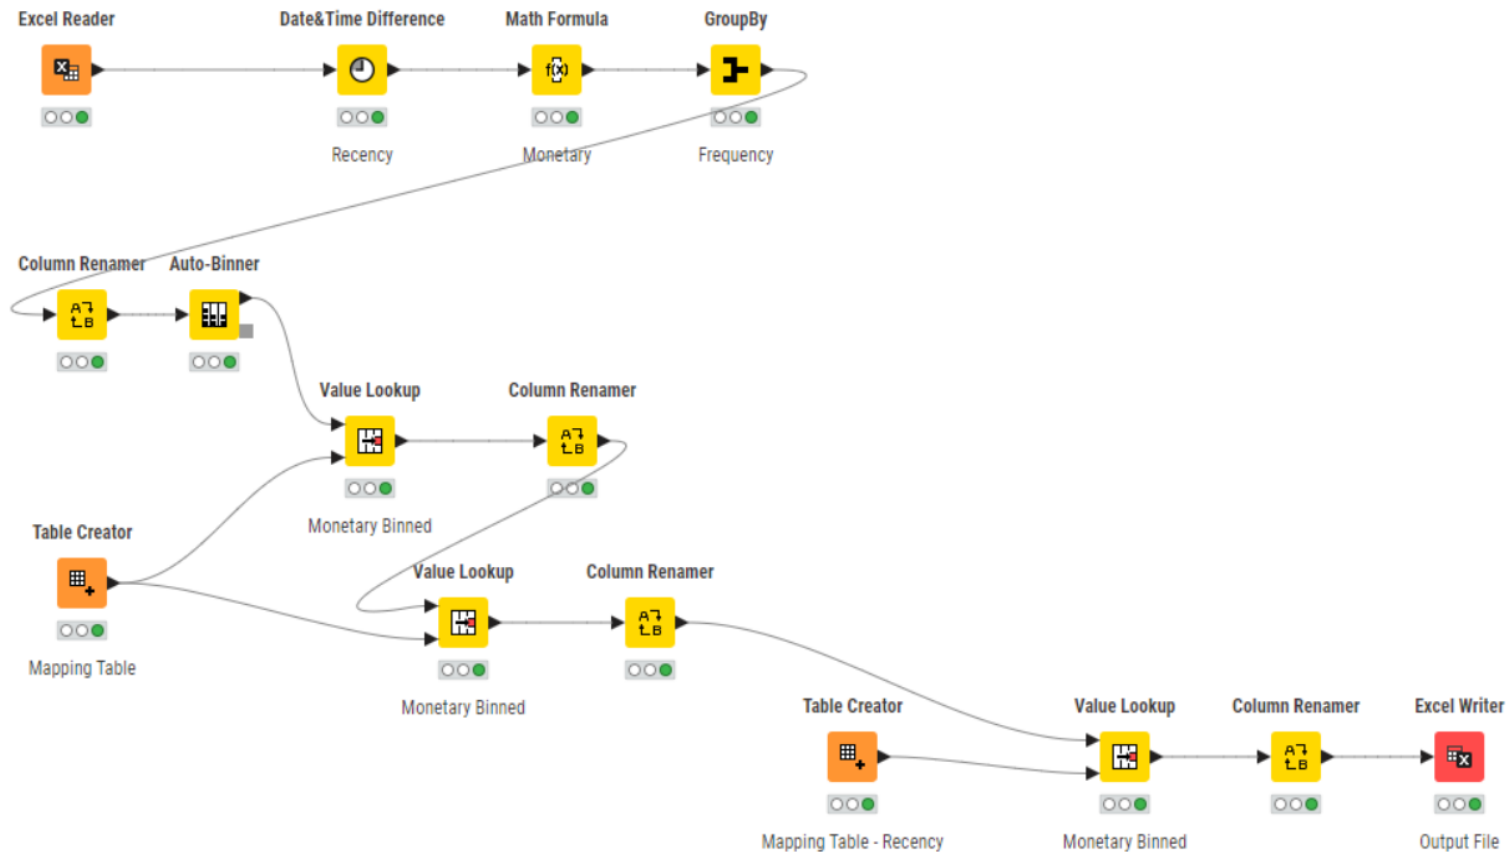 Excel Reader
Date&Time Difference
Math Formula
GroupBy
Recency
Monetary
Frequency
Column Renamer
Auto-Binner
Value Lookup
Column Renamer
Monetary Binned
Table Creator
Mapping Table
Value Lookup
Column Renamer
Monetary Binned
Table Creator
Value Lookup
Column Renamer
Excel Writer
Mapping Table - Recency
Monetary Binned
Output File